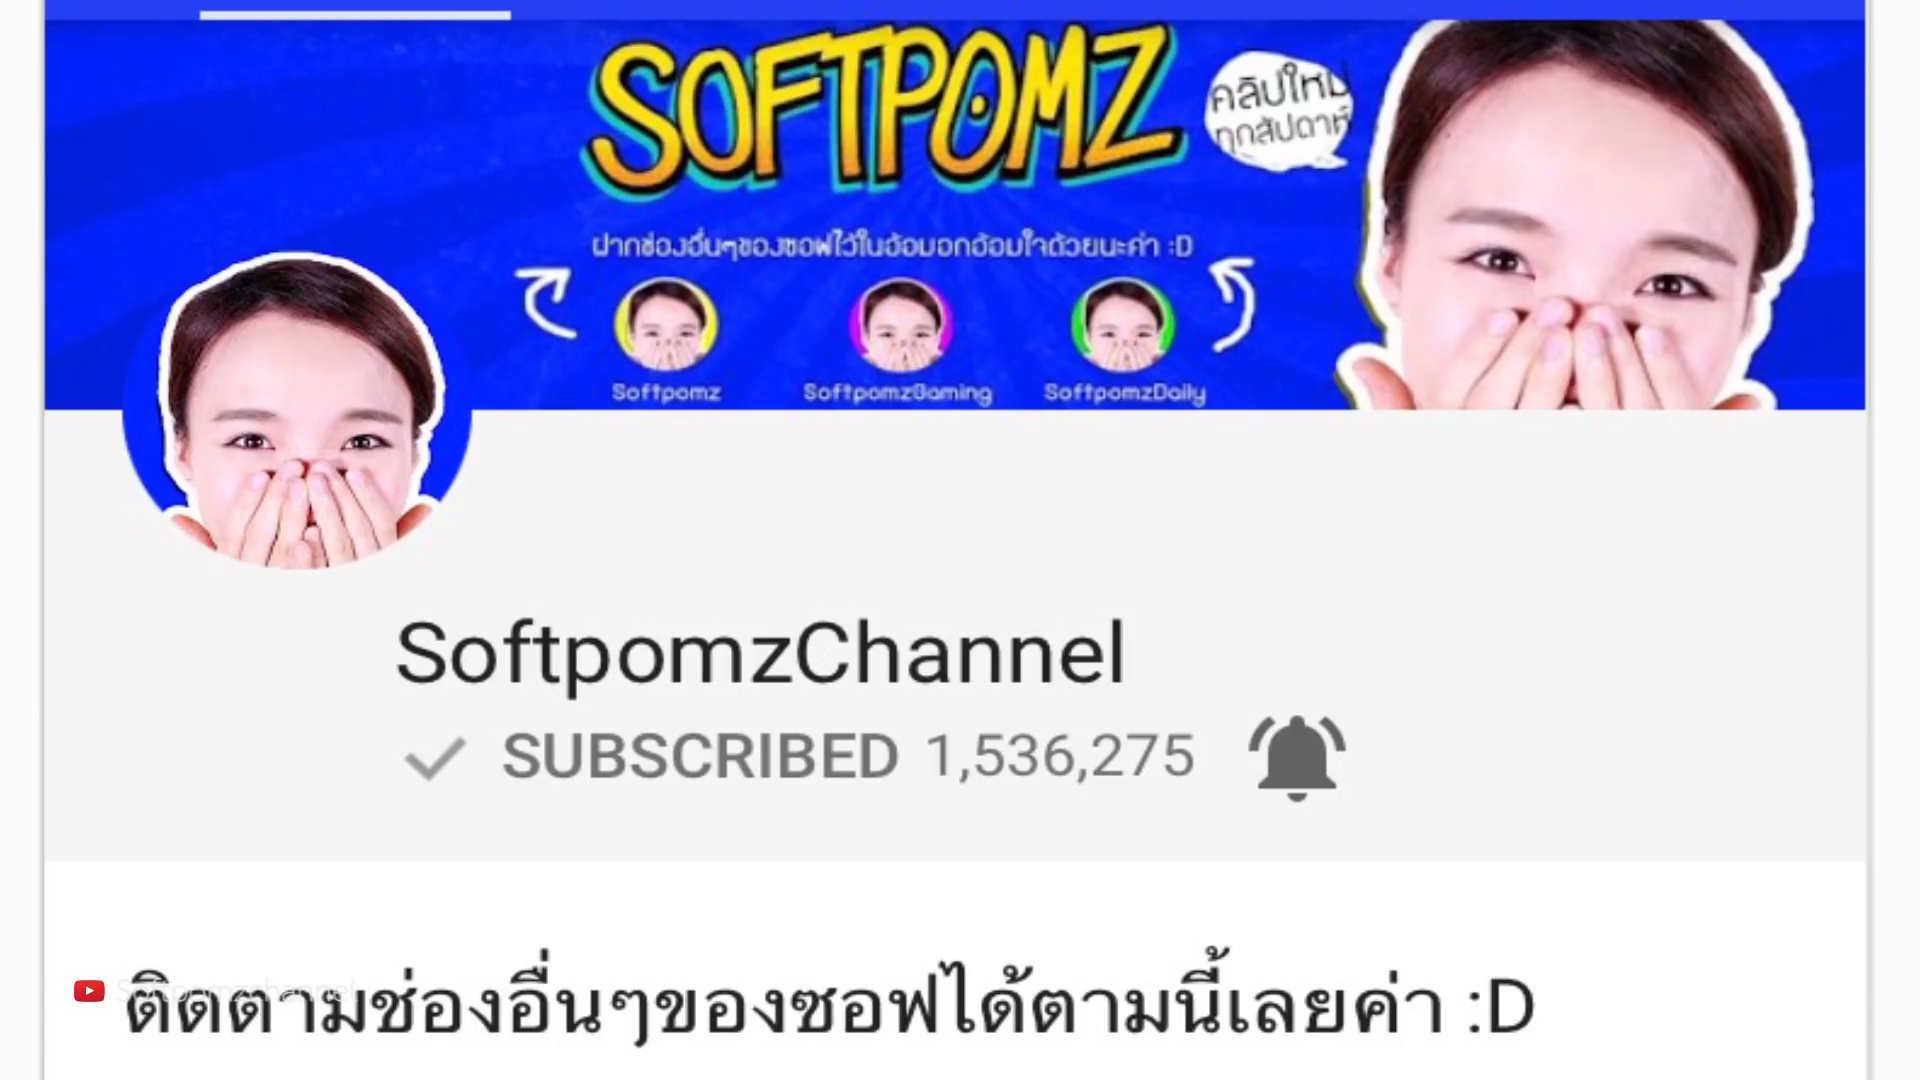 SOFTPOMZ
คลิปใหม่
ทุกสัปดาห์
ฝากช่องอื่นๆของซอฟไว้ในอ้อมอกอ้อมใจด้วยนะค่า :D
Softpomz SoftpomzGaming SoftpomzDaily
SoftpomzChannel
SUBSCRIBED 1,536,275
ติดตามช่องอื่นๆของซอฟได้ตามนี้เลยค่า :D
Softpomzchannel